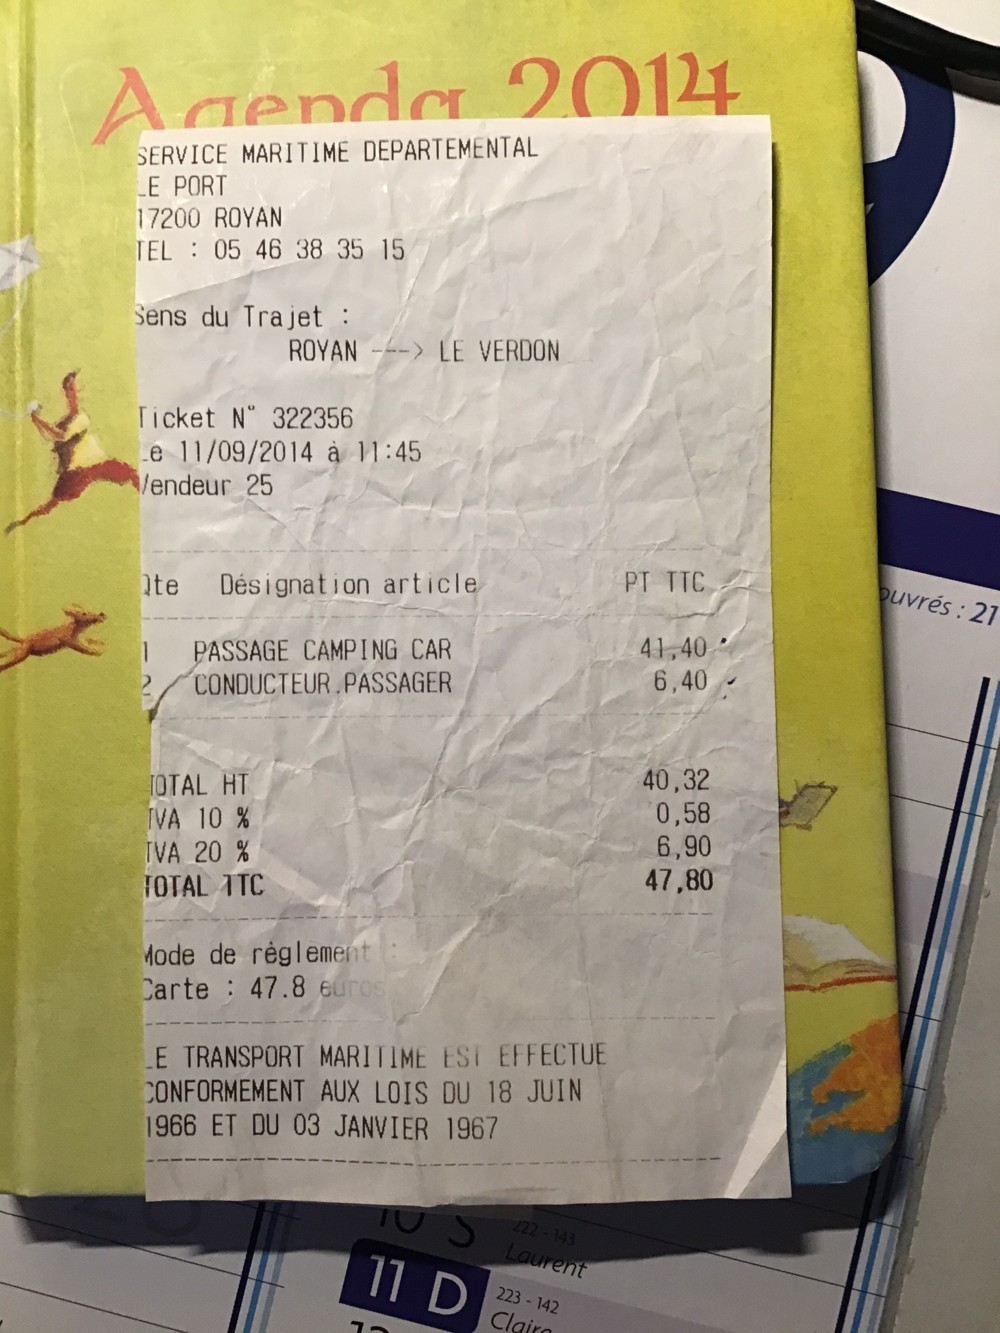 Agenda 2014
SERVICE MARITIME DEPARTEMENTAL
LE PORT
17200 ROYAN
TEL : 05 46 38 35 15
Sens du Trajet :
ROYAN ---> LE VERDON
Ticket N° 322356
Le 11/09/2014 à 11:45
Vendeur 25
Qte Désignation article PT TTC
1 PASSAGE CAMPING CAR 41,40
2 CONDUCTEUR.PASSAGER 6,40
TOTAL HT 40,32
TVA 10 % 0,58
TVA 20 % 6,90
TOTAL TTC 47,80
Mode de réglement :
Carte : 47.8 euros
LE TRANSPORT MARITIME EST EFFECTUE
CONFORMEMENT AUX LOIS DU 18 JUIN
1966 ET DU 03 JANVIER 1967
ouvrés : 21
10 S 222 - 143
Laurent
11 D 223 - 142
Claire